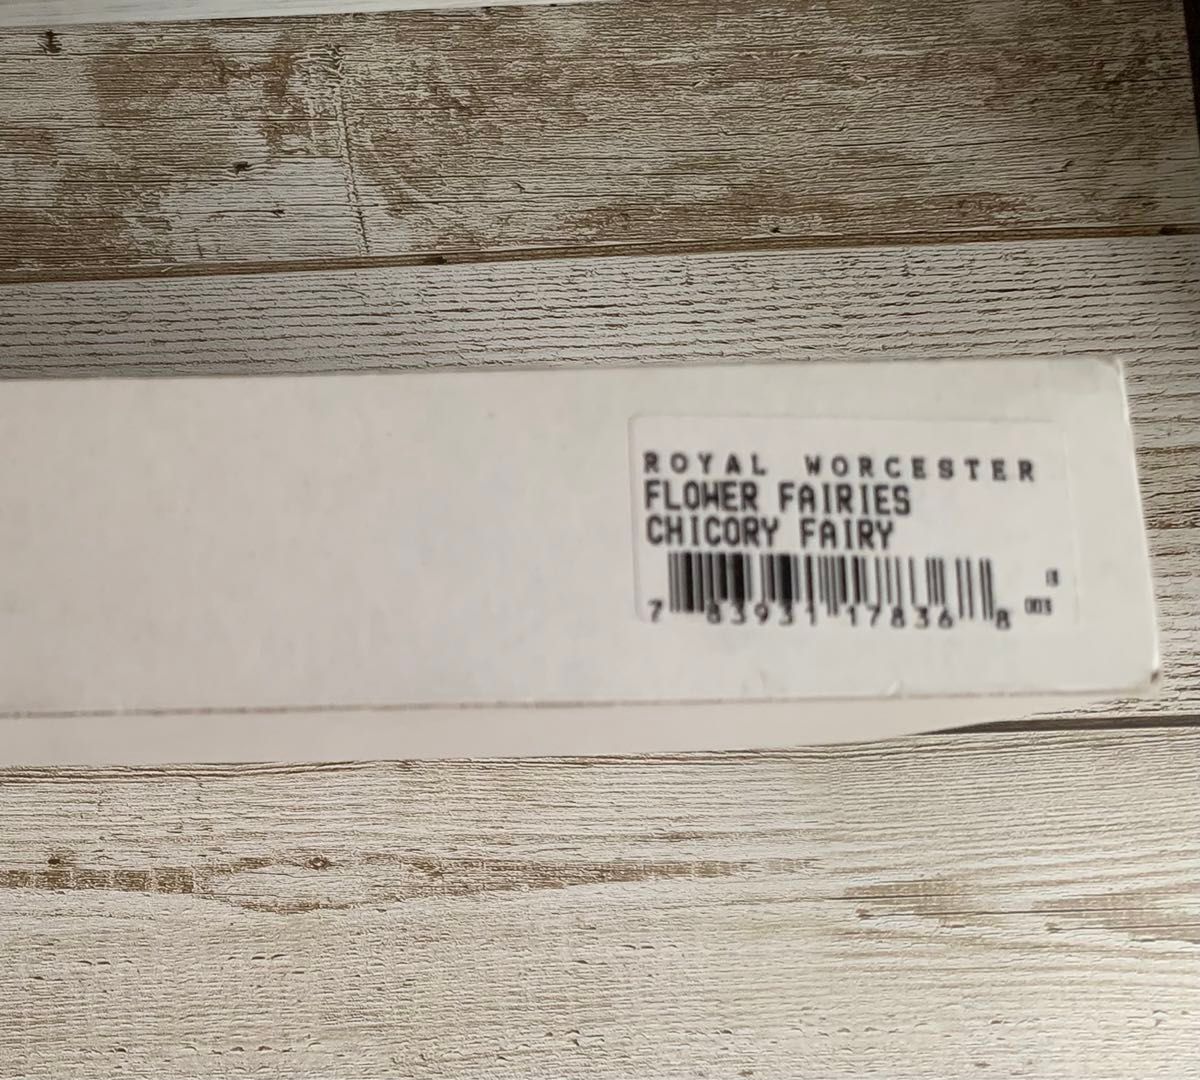 ROYAL WORCESTER
FLOWER FAIRIES
CHICORY FAIRY
7 83931 17836 8